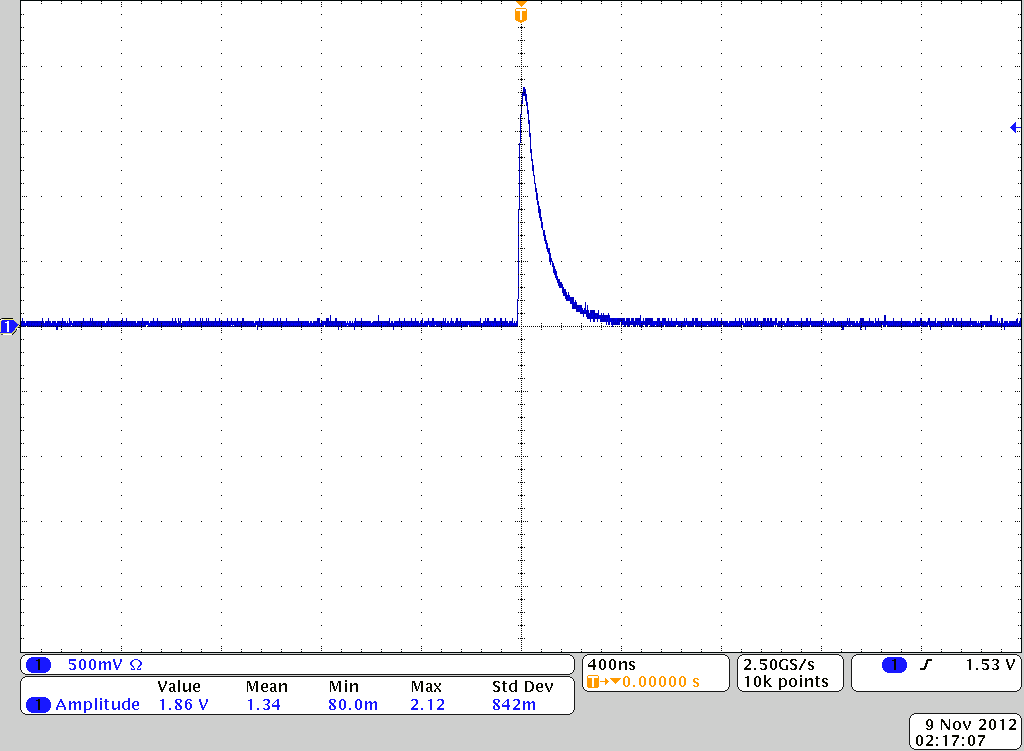 T
1
1 500mV Ω
Value Mean Min Max Std Dev
1 Amplitude 1.86 V 1.34 80.0m 2.12 842m
400ns
T→▼0.00000 s
2.50GS/s
10k points
1 ƒ 1.53 V
9 Nov 2012
02:17:07